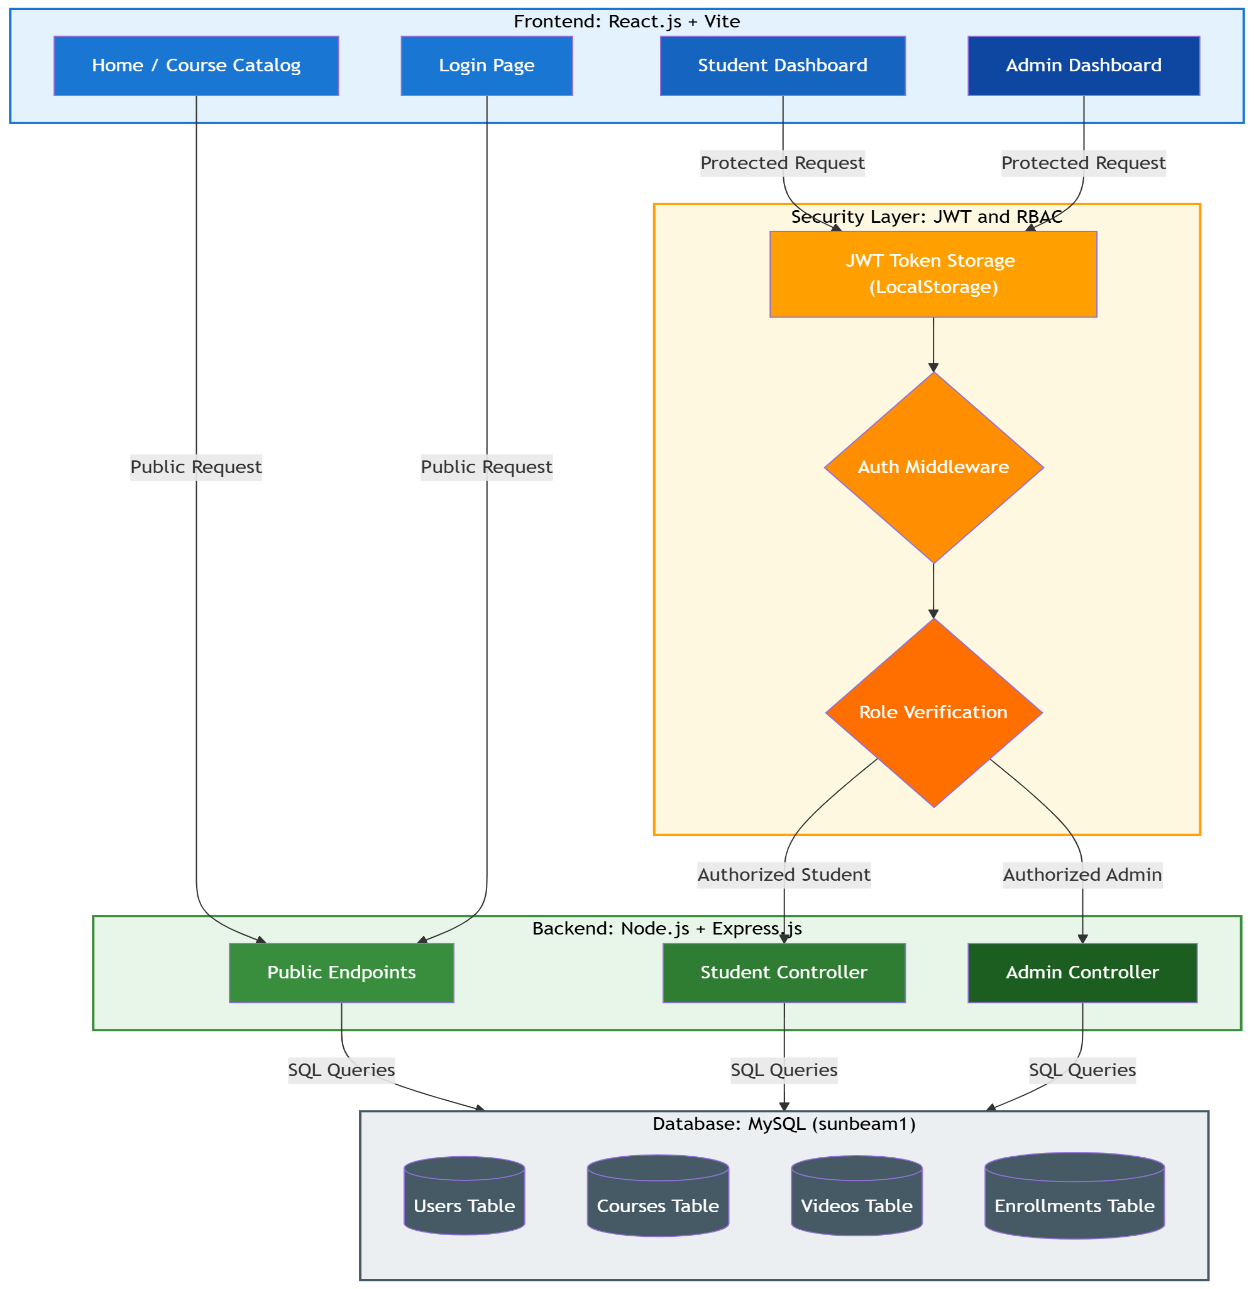 Frontend: React.js + Vite
Home / Course Catalog
Login Page
Student Dashboard
Admin Dashboard
Protected Request
Protected Request
Security Layer: JWT and RBAC
JWT Token Storage
(LocalStorage)
Auth Middleware
Public Request
Public Request
Role Verification
Authorized Student
Authorized Admin
Backend: Node.js + Express.js
Public Endpoints
Student Controller
Admin Controller
SQL Queries
SQL Queries
SQL Queries
Database: MySQL (sunbeam1)
Users Table
Courses Table
Videos Table
Enrollments Table